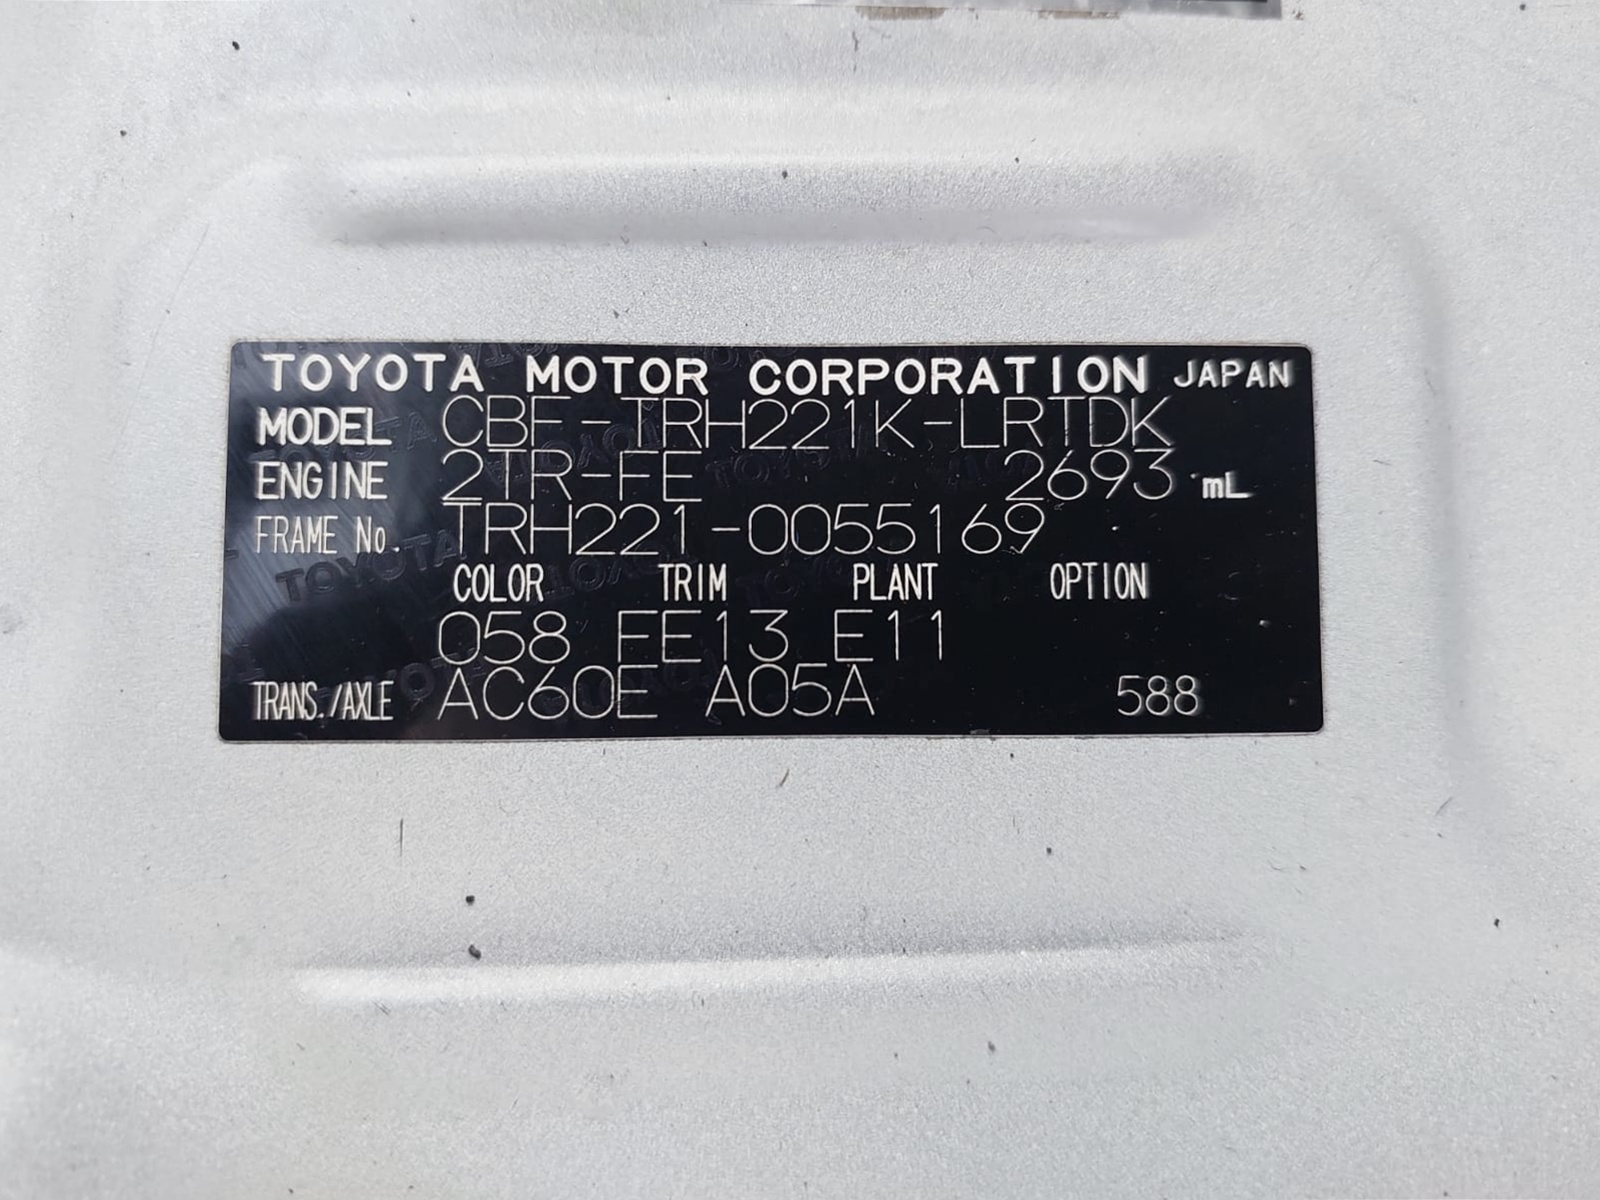 TOYOTA MOTOR CORPORATION JAPAN
MODEL CBF-TRH221K-LRTDK
ENGINE 2TR-FE 2693 mL
FRAME No. TRH221-0055169
COLOR TRIM PLANT OPTION
058 FE13 E11
TRANS./AXLE AC60E A05A 588